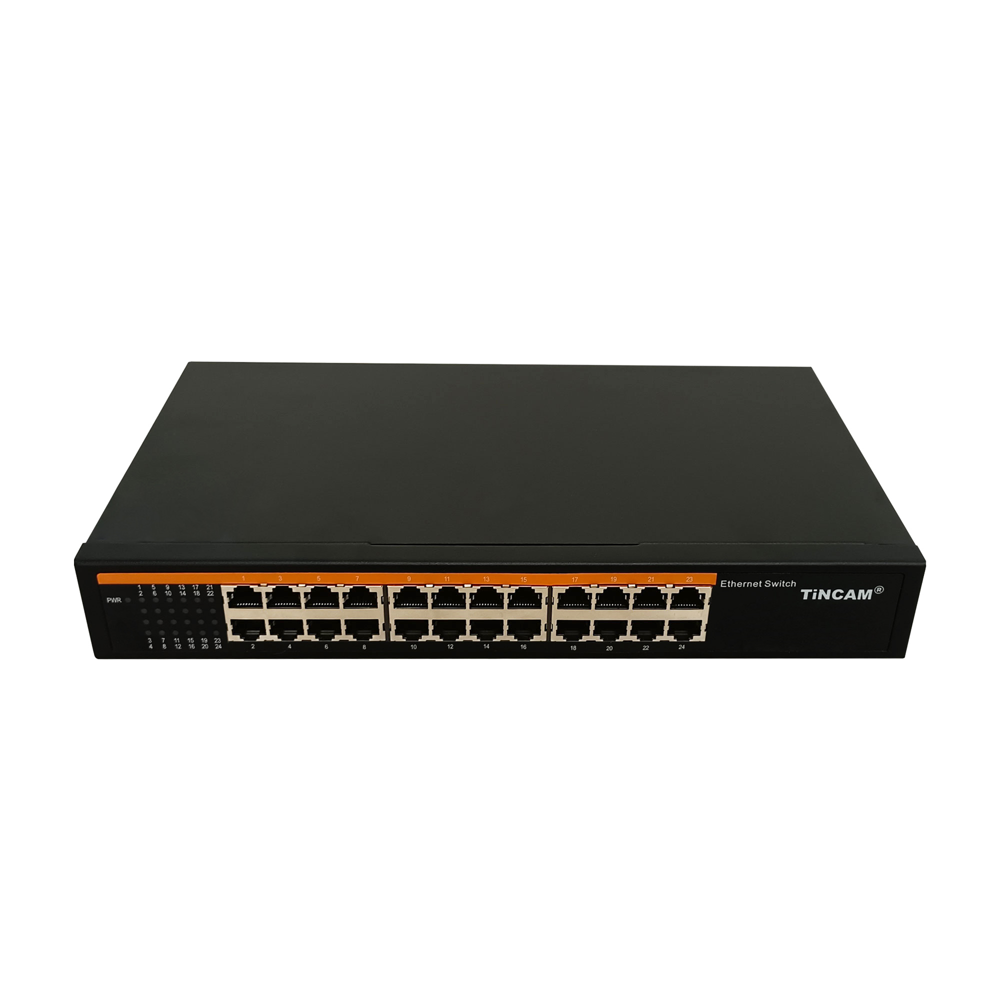 1 3 5 7 9 11 13 15 17 19 21 23
Ethernet Switch
TiNCAM®
1 5 9 13 17 21
2 6 10 14 18 22
PWR
3 7 11 15 19 23
4 8 12 16 20 24
2 4 6 8 10 12 14 16 18 20 22 24